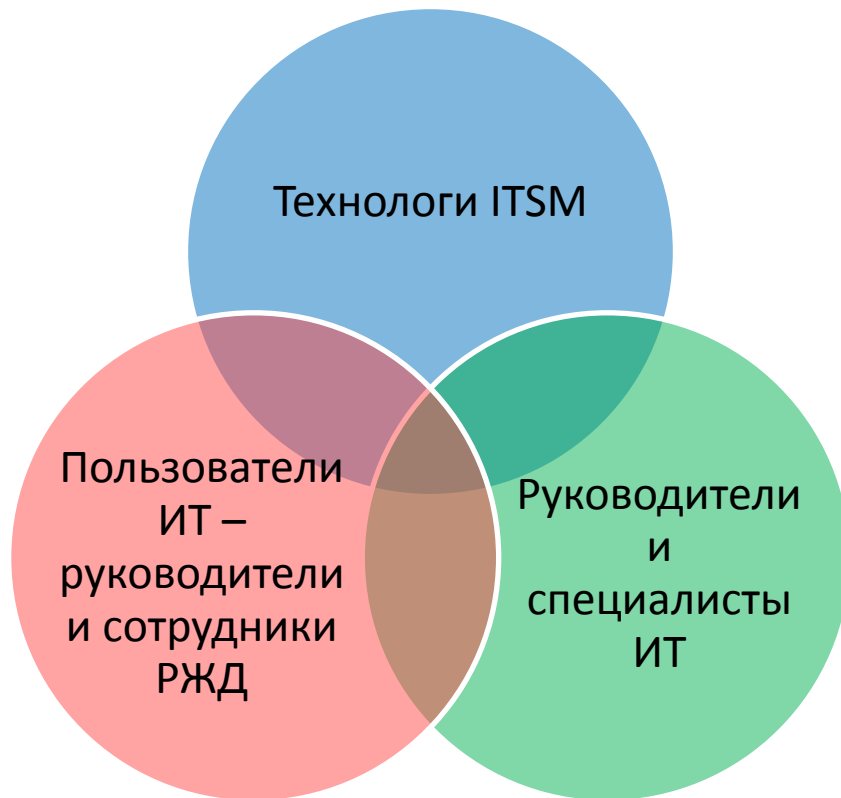 Технологи ITSM
Пользователи
ИТ –
руководители
и сотрудники
РЖД
Руководители
и
специалисты
ИТ